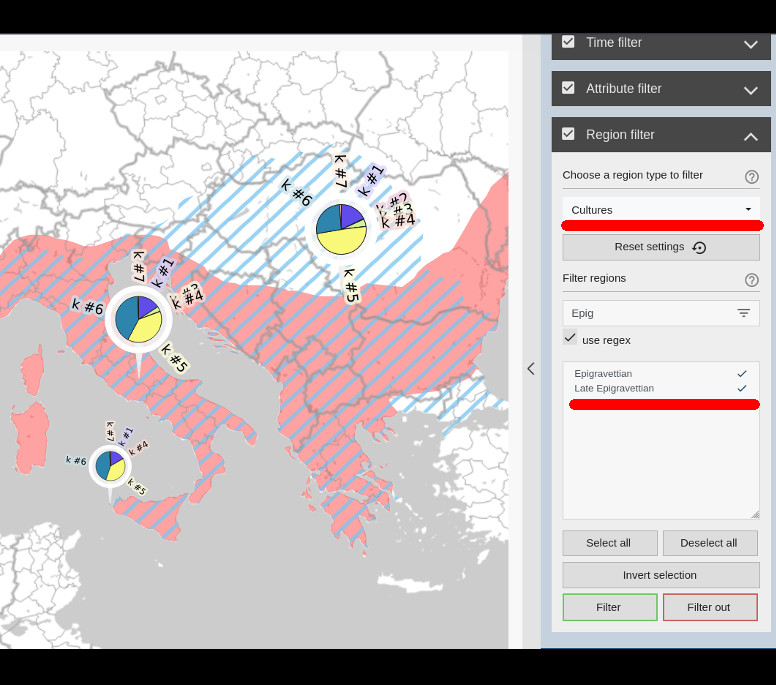 Time filter
Attribute filter
Region filter
Choose a region type to filter
Cultures
Reset settings
Filter regions
Epig
use regex
Epigravettian
Late Epigravettian
Select all
Deselect all
Invert selection
Filter
Filter out
k #7
k #1
k #6
k #2
k #3
k #4
k #5
k #7
k #1
k #6
k #4
k #5
k #7
k #1
k #4
k #6
k #5